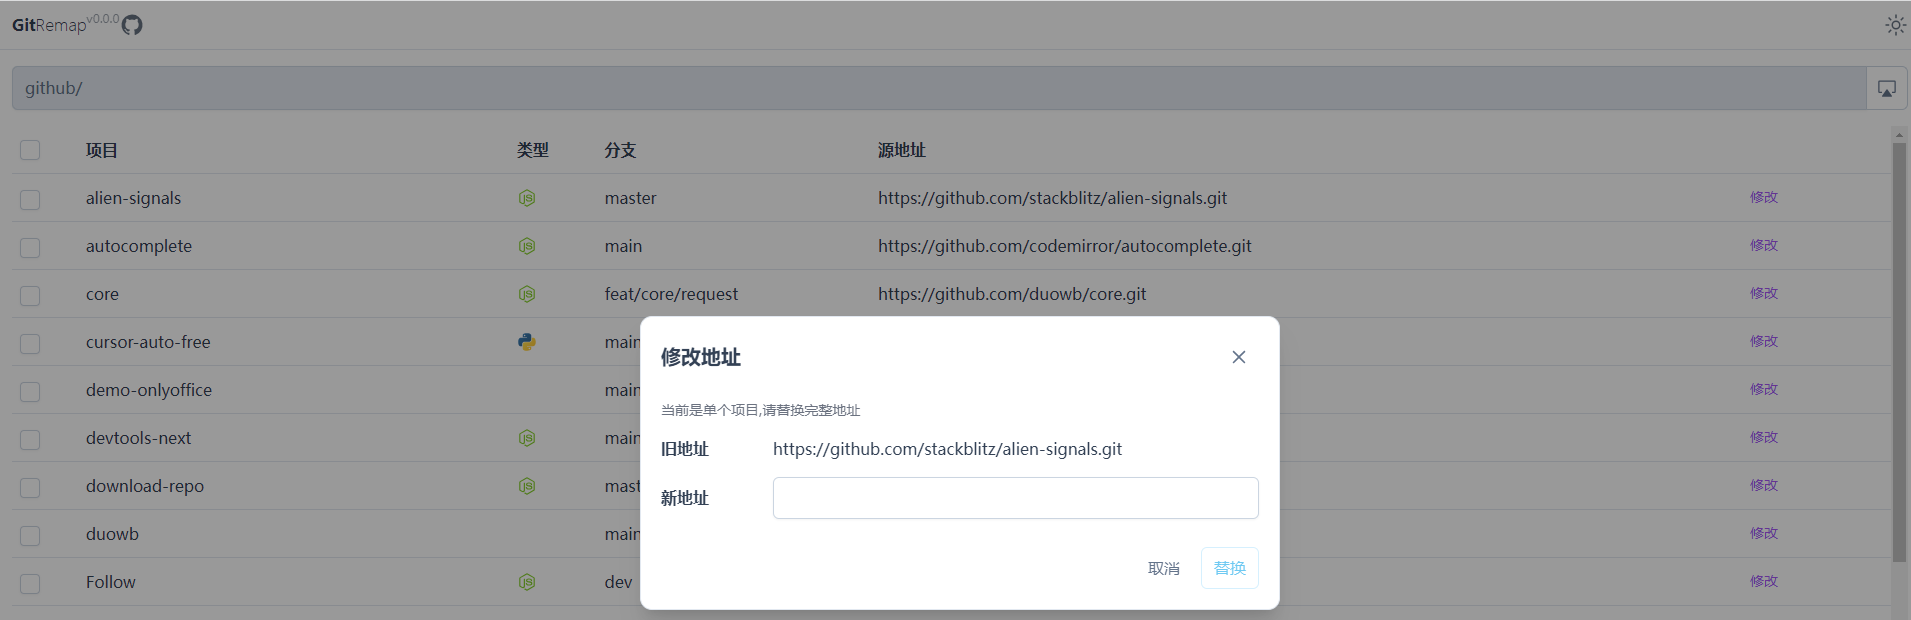 GitRemap v0.0.0
github/
项目 类型 分支 源地址
alien-signals master https://github.com/stackblitz/alien-signals.git 修改
autocomplete main https://github.com/codemirror/autocomplete.git 修改
core feat/core/request https://github.com/duowb/core.git 修改
cursor-auto-free main 修改
demo-onlyoffice main 修改
devtools-next main 修改
download-repo mast 修改
duowb main 修改
Follow dev 修改
修改地址
当前是单个项目,请替换完整地址
旧地址 https://github.com/stackblitz/alien-signals.git
新地址
取消 替换